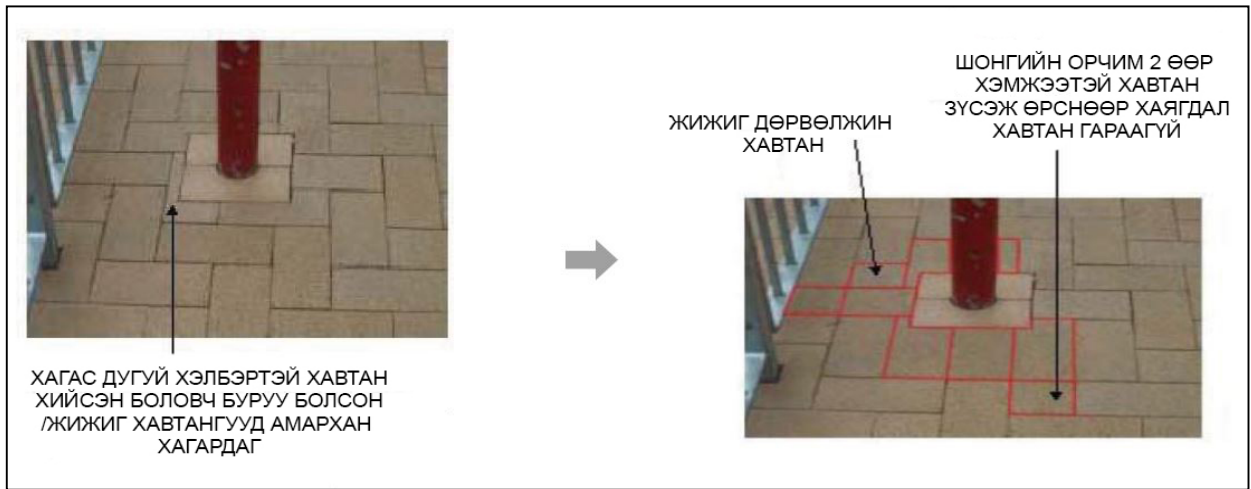 ХАГАС ДУГУЙ ХЭЛБЭРТЭЙ ХАВТАН
ХИЙСЭН БОЛОВЧ БУРУУ БОЛСОН
/ЖИЖИГ ХАВТАНГУУД АМАРХАН
ХАГАРДАГ
ЖИЖИГ ДӨРВӨЛЖИН
ХАВТАН
ШОНГИЙН ОРЧИМ 2 ӨӨР
ХЭМЖЭЭТЭЙ ХАВТАН
ЗҮСЭЖ ӨРСНӨӨР ХАЯГДАЛ
ХАВТАН ГАРААГҮЙ